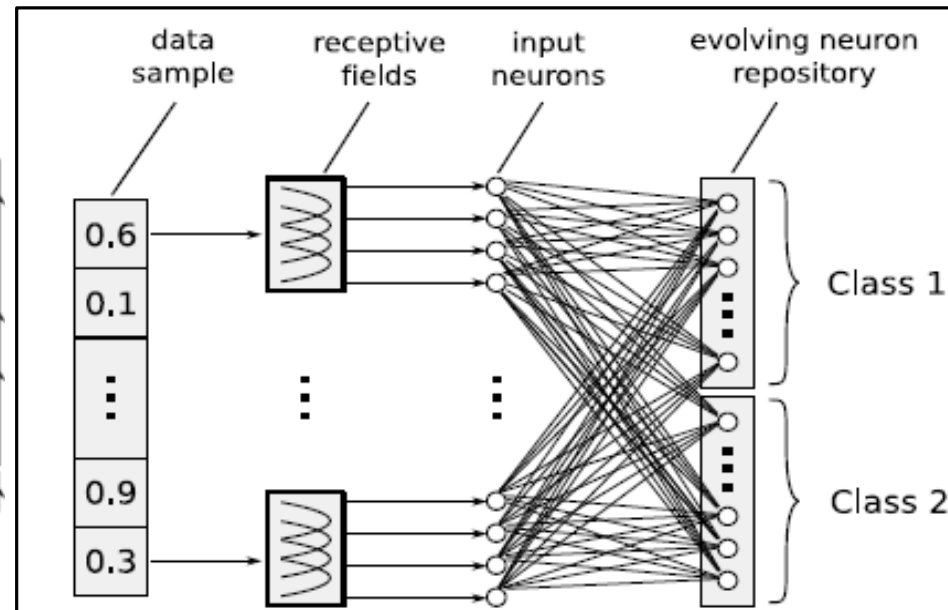 data
sample
receptive
fields
input
neurons
evolving neuron
repository
0.6
0.1
0.9
0.3
Class 1
Class 2